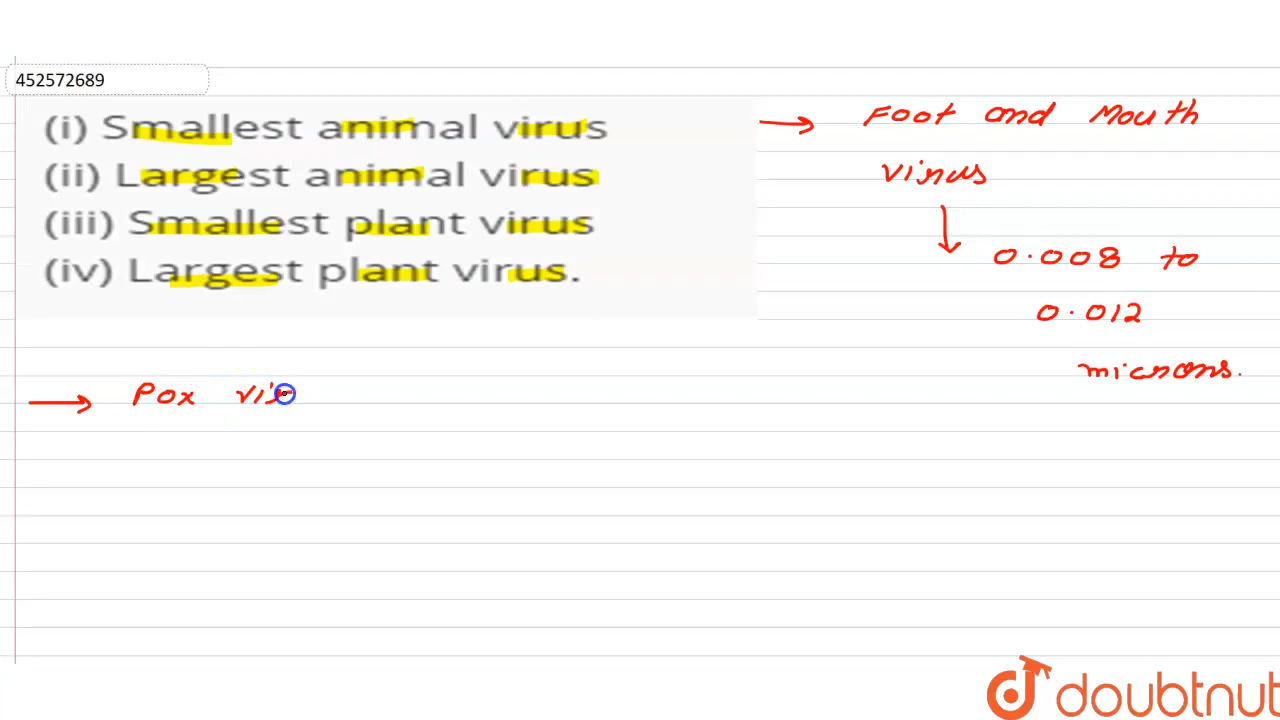 452572689
(i) Smallest animal virus
(ii) Largest animal virus
(iii) Smallest plant virus
(iv) Largest plant virus.
→ Foot and Mouth
virus
↓
0.008 to
0.012
microns.
→ Pox vir
doubtnut